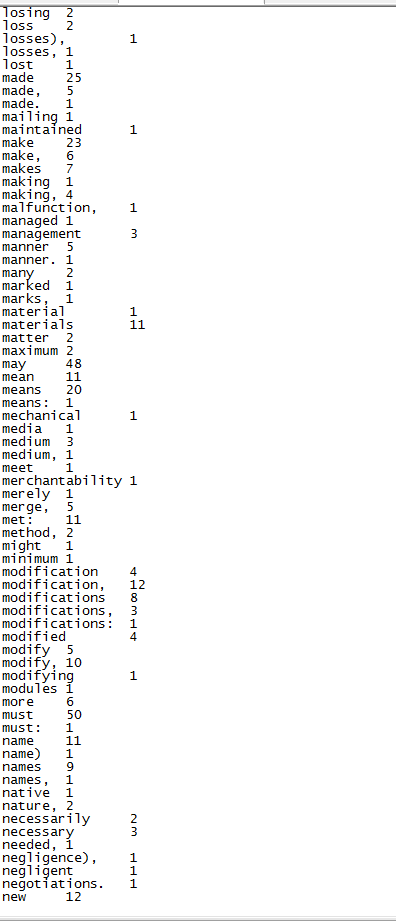 losing 2
loss 2
losses), 1
losses, 1
lost 1
made 25
made, 5
made. 1
mailing 1
maintained 1
make 23
make, 6
makes 7
making 1
making, 4
malfunction, 1
managed 1
management 3
manner 5
manner. 1
many 2
marked 1
marks, 1
material 1
materials 11
matter 2
maximum 2
may 48
mean 11
means 20
means: 1
mechanical 1
media 1
medium 3
medium, 1
meet 1
merchantability 1
merely 1
merge, 5
met: 11
method, 2
might 1
minimum 1
modification 4
modification, 12
modifications 8
modifications, 3
modifications: 1
modified 4
modify 5
modify, 10
modifying 1
modules 1
more 6
must 50
must: 1
name 11
name) 1
names 9
names, 1
native 1
nature, 2
necessarily 2
necessary 3
needed, 1
negligence), 1
negligent 1
negotiations. 1
new 12